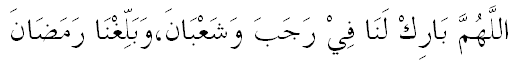 اللَّهُمَّ بَارِكْ لَنَا فِيْ رَجَبَ وَشَعْبَانَ،وَبَلِّغْنَا رَمَضَانَ